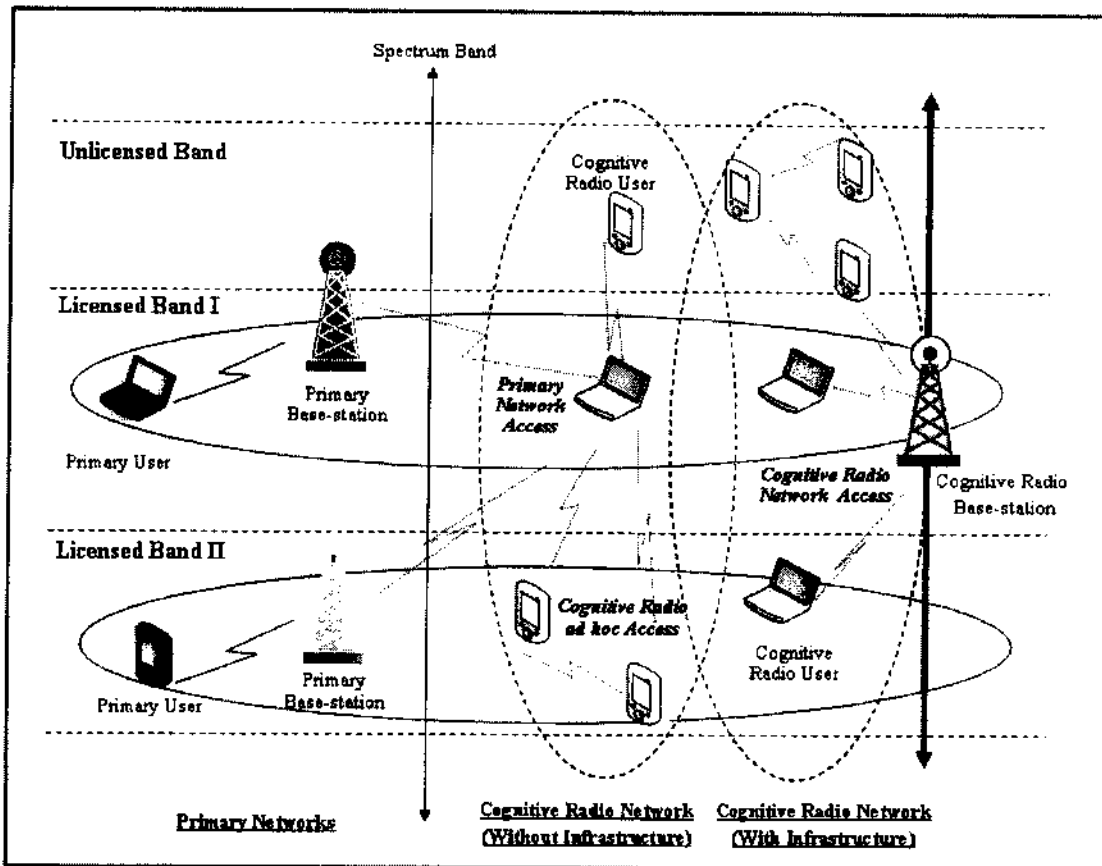 Spectrum Band
Unlicensed Band
Cognitive
Radio User
Licensed Band I
Primary
Base-station
Primary
Network
Access
Primary User
Cognitive Radio
Network Access
Cognitive Radio
Base-station
Licensed Band II
Cognitive Radio
ad hoc Access
Cognitive
Radio User
Primary User
Primary
Base-station
Primary Networks
Cognitive Radio Network
(Without Infrastructure)
Cognitive Radio Network
(With Infrastructure)